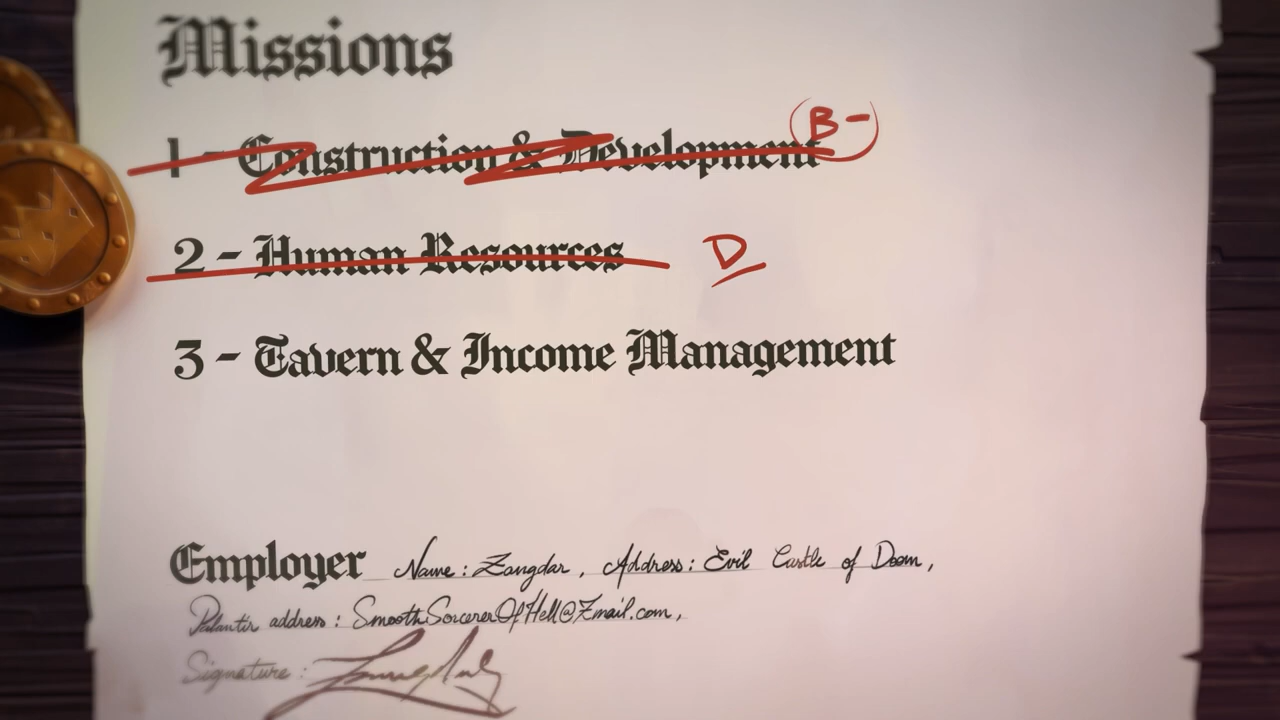 Missions
1 - Construction & Development B-
2 - Human Resources D
3 - Tavern & Income Management
Employer Name : Zangdar , Address : Evil Castle of Doom ,
Palantir address : SmoothSorcererOfHell@Zmail.com ,
Signature : Zangdar